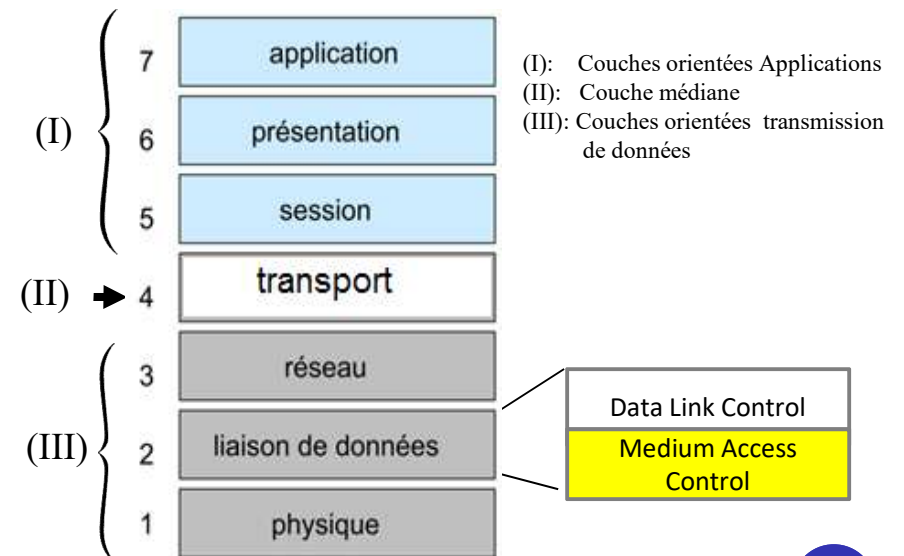 7 application
(I): Couches orientées Applications
(II): Couche médiane
(III): Couches orientées transmission
de données
(I) 6 présentation
5 session
(II) 4 transport
3 réseau
Data Link Control
(III) 2 liaison de données
Medium Access
Control
1 physique